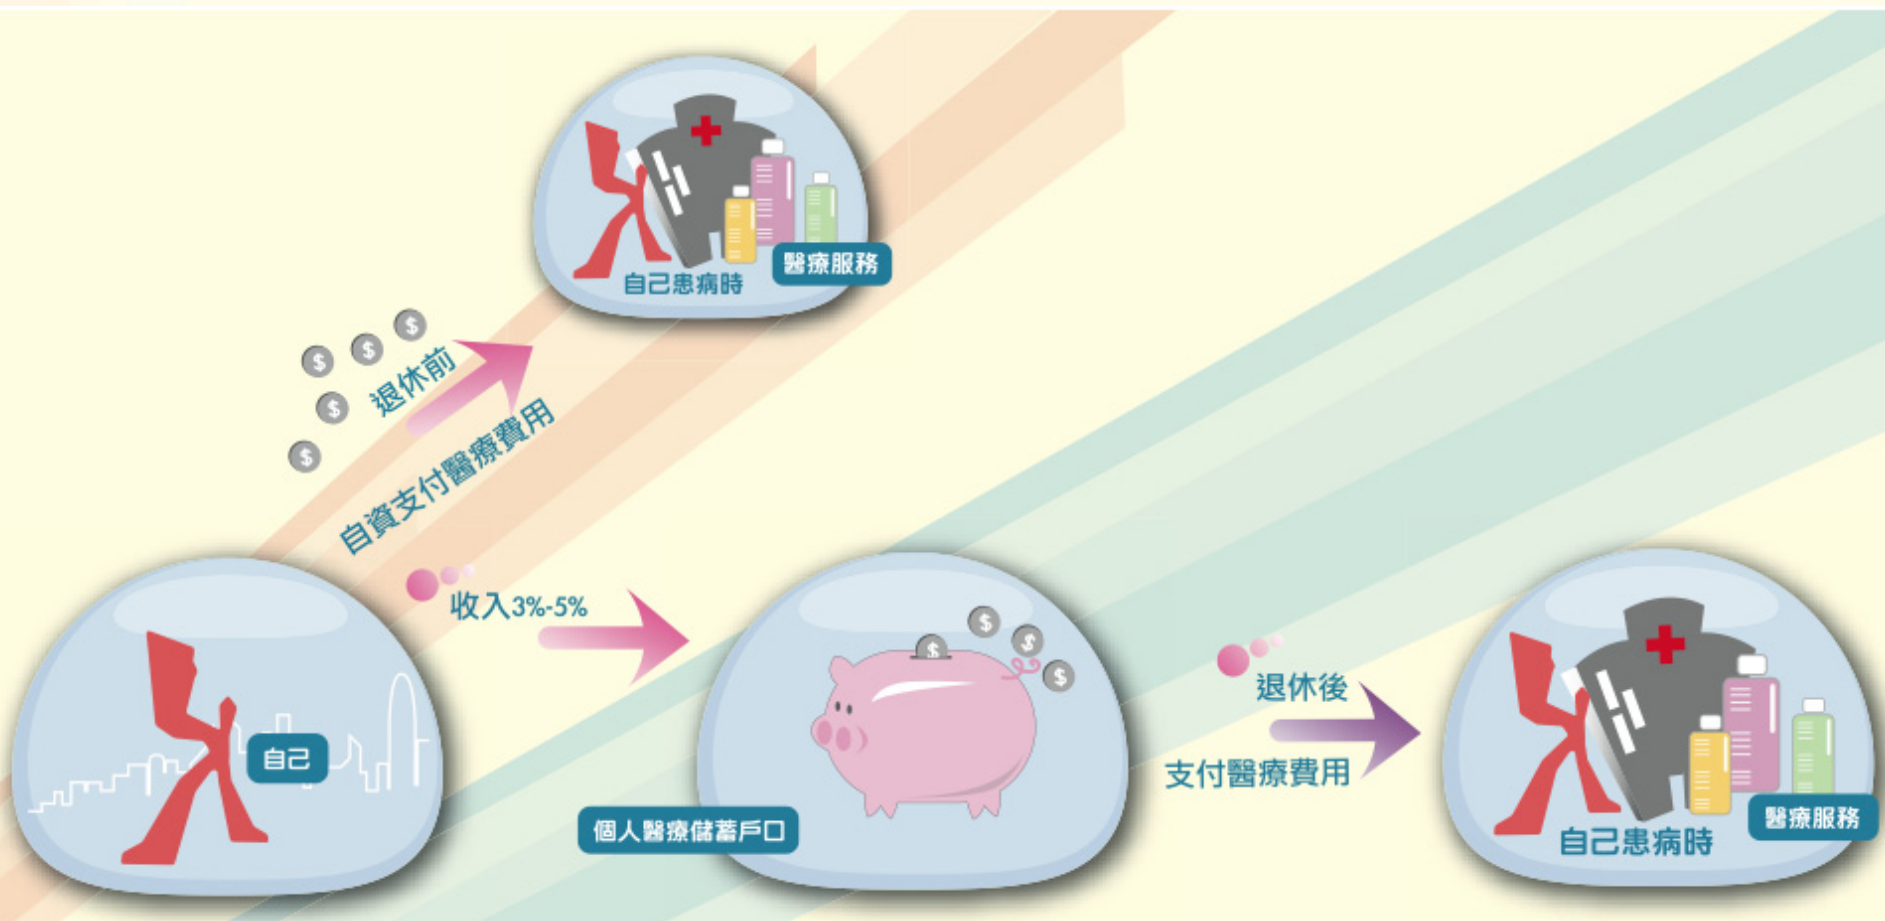 自己患病時
醫療服務
退休前
自資支付醫療費用
收入3%-5%
自己
個人醫療儲蓄戶口
退休後
支付醫療費用
自己患病時
醫療服務